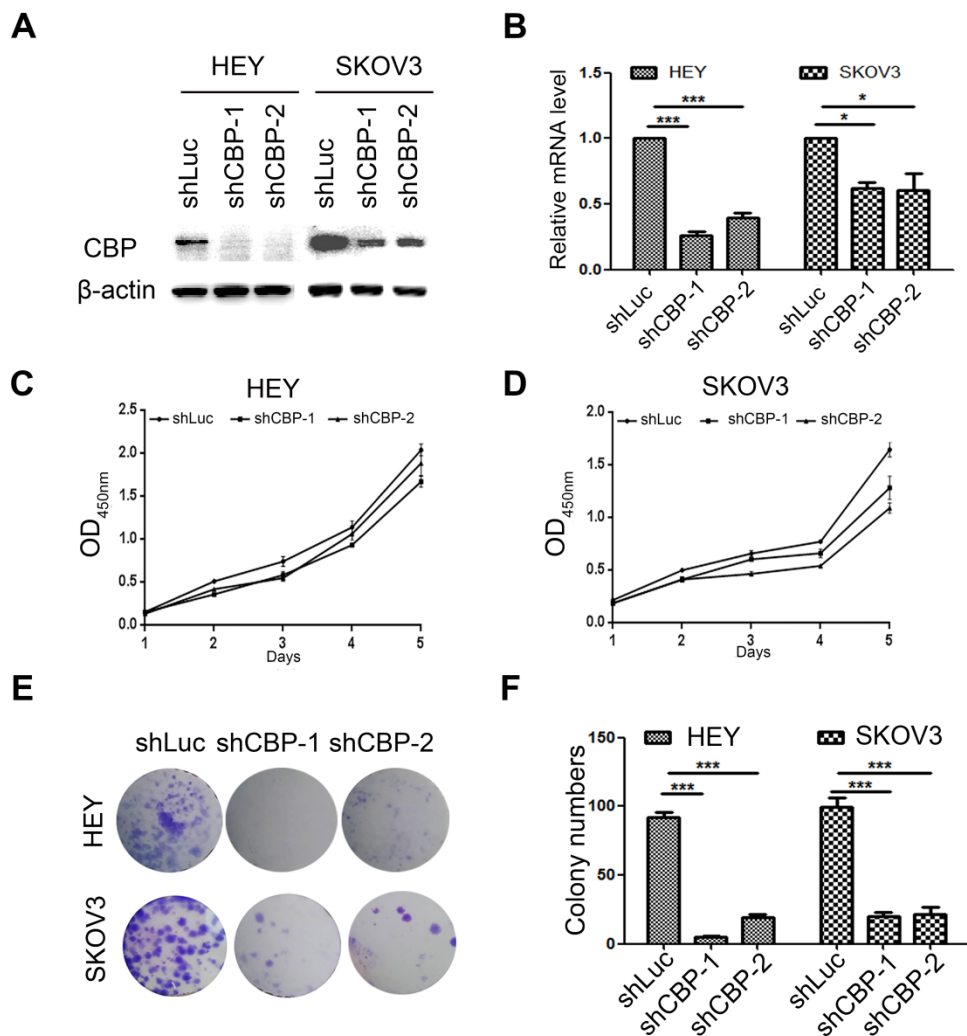 A
HEY SKOV3
shLuc shCBP-1 shCBP-2 shLuc shCBP-1 shCBP-2
CBP
β-actin
B
HEY SKOV3
Relative mRNA level
1.5
1.0
0.5
0.0
*** ***
* *
shLuc shCBP-1 shCBP-2 shLuc shCBP-1 shCBP-2
C
HEY
shLuc shCBP-1 shCBP-2
OD450nm
2.5
2.0
1.5
1.0
0.5
0.0
1 2 3 4 5
Days
D
SKOV3
shLuc shCBP-1 shCBP-2
OD450nm
2.0
1.5
1.0
0.5
0.0
1 2 3 4 5
Days
E
shLuc shCBP-1 shCBP-2
HEY
SKOV3
F
HEY SKOV3
Colony numbers
150
100
50
0
*** ***
*** ***
shLuc shCBP-1 shCBP-2 shLuc shCBP-1 shCBP-2